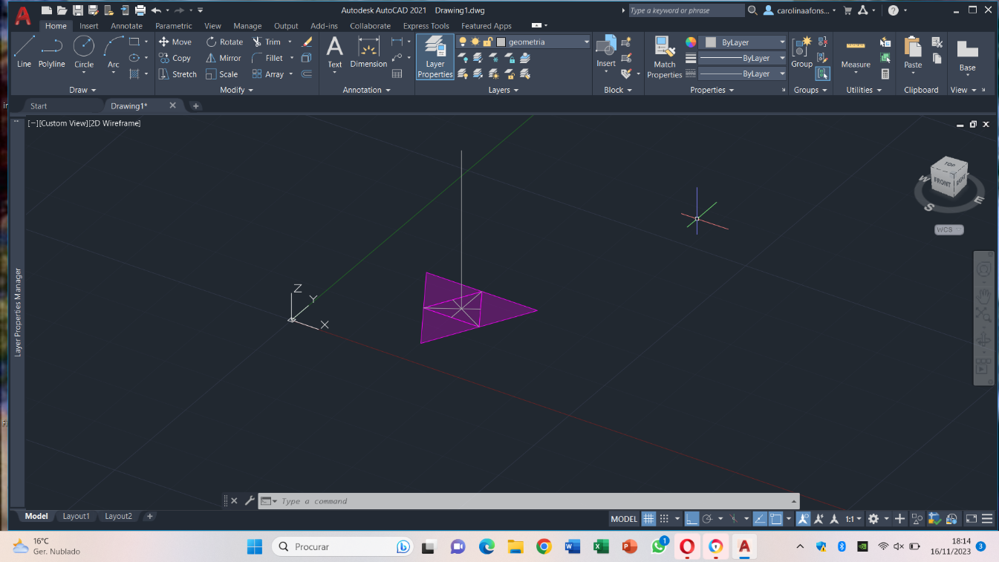 Autodesk AutoCAD 2021 Drawing1.dwg
Type a keyword or phrase
carolinaafons...
Home Insert Annotate Parametric View Manage Output Add-ins Collaborate Express Tools Featured Apps
Line Polyline Circle Arc
Move Rotate Trim
Copy Mirror Fillet
Stretch Scale Array
Text Dimension
Layer Properties
geometria
Insert
Match Properties
ByLayer
ByLayer
ByLayer
Group
Measure
Paste
Base
Draw Modify Annotation Layers Block Properties Groups Utilities Clipboard View
Start Drawing1*
[−][Custom View][2D Wireframe]
TOP
FRONT RIGHT
W S E
WCS
Z
Y
X
Layer Properties Manager
Type a command
Model Layout1 Layout2
MODEL 1:1
16°C
Ger. Nublado
Procurar
1
18:14
16/11/2023
3